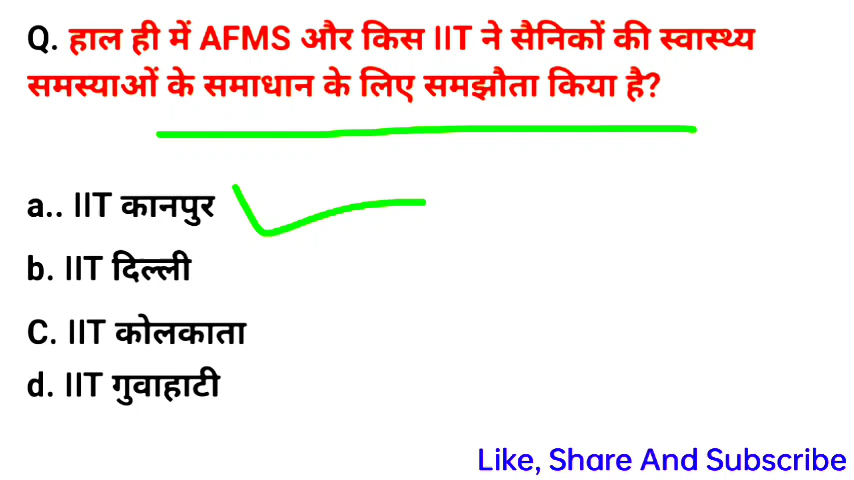 Q. हाल ही में AFMS और किस IIT ने सैनिकों की स्वास्थ्य
समस्याओं के समाधान के लिए समझौता किया है?
a.. IIT कानपुर
b. IIT दिल्ली
C. IIT कोलकाता
d. IIT गुवाहाटी
Like, Share And Subscribe